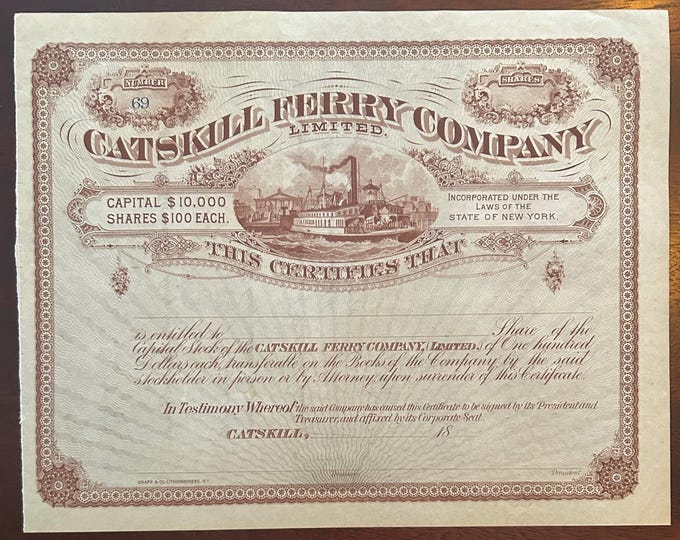 NUMBER
69
SHARES
CATSKILL FERRY COMPANY
LIMITED.
CAPITAL $10,000
SHARES $100 EACH.
INCORPORATED UNDER THE
LAWS OF THE
STATE OF NEW YORK.
THIS CERTIFIES THAT
is entitled to Share of the
Capital Stock of the CATSKILL FERRY COMPANY, (LIMITED.) of One hundred
Dollars each, transferable on the Books of the Company by the said
stockholder in person or by Attorney, upon surrender of this Certificate.
In Testimony Whereof the said Company has caused this Certificate to be signed by its President and
Treasurer, and affixed by its Corporate Seal.
CATSKILL, 18
President
KNAPP & CO. LITHOGRAPHERS. N.Y.